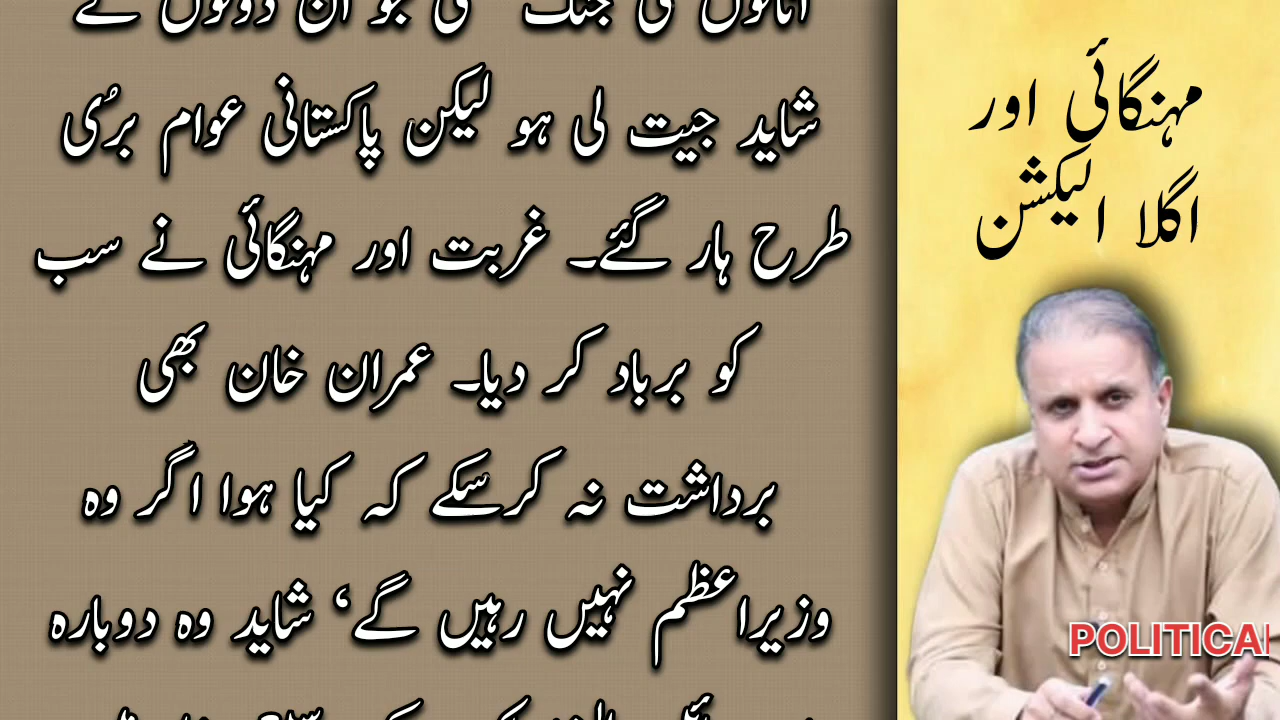 شاید جیت لی ہو لیکن پاکستانی عوام برُی
طرح ہار گئے۔ غربت اور مہنگائی نے سب
کو برباد کر دیا۔ عمران خان بھی
برداشت نہ کرسکے کہ کیا ہوا اگر وہ
وزیراعظم نہیں رہیں گے‘ شاید وہ دوبارہ
مہنگائی اور
اگلا الیکشن
POLITICAL